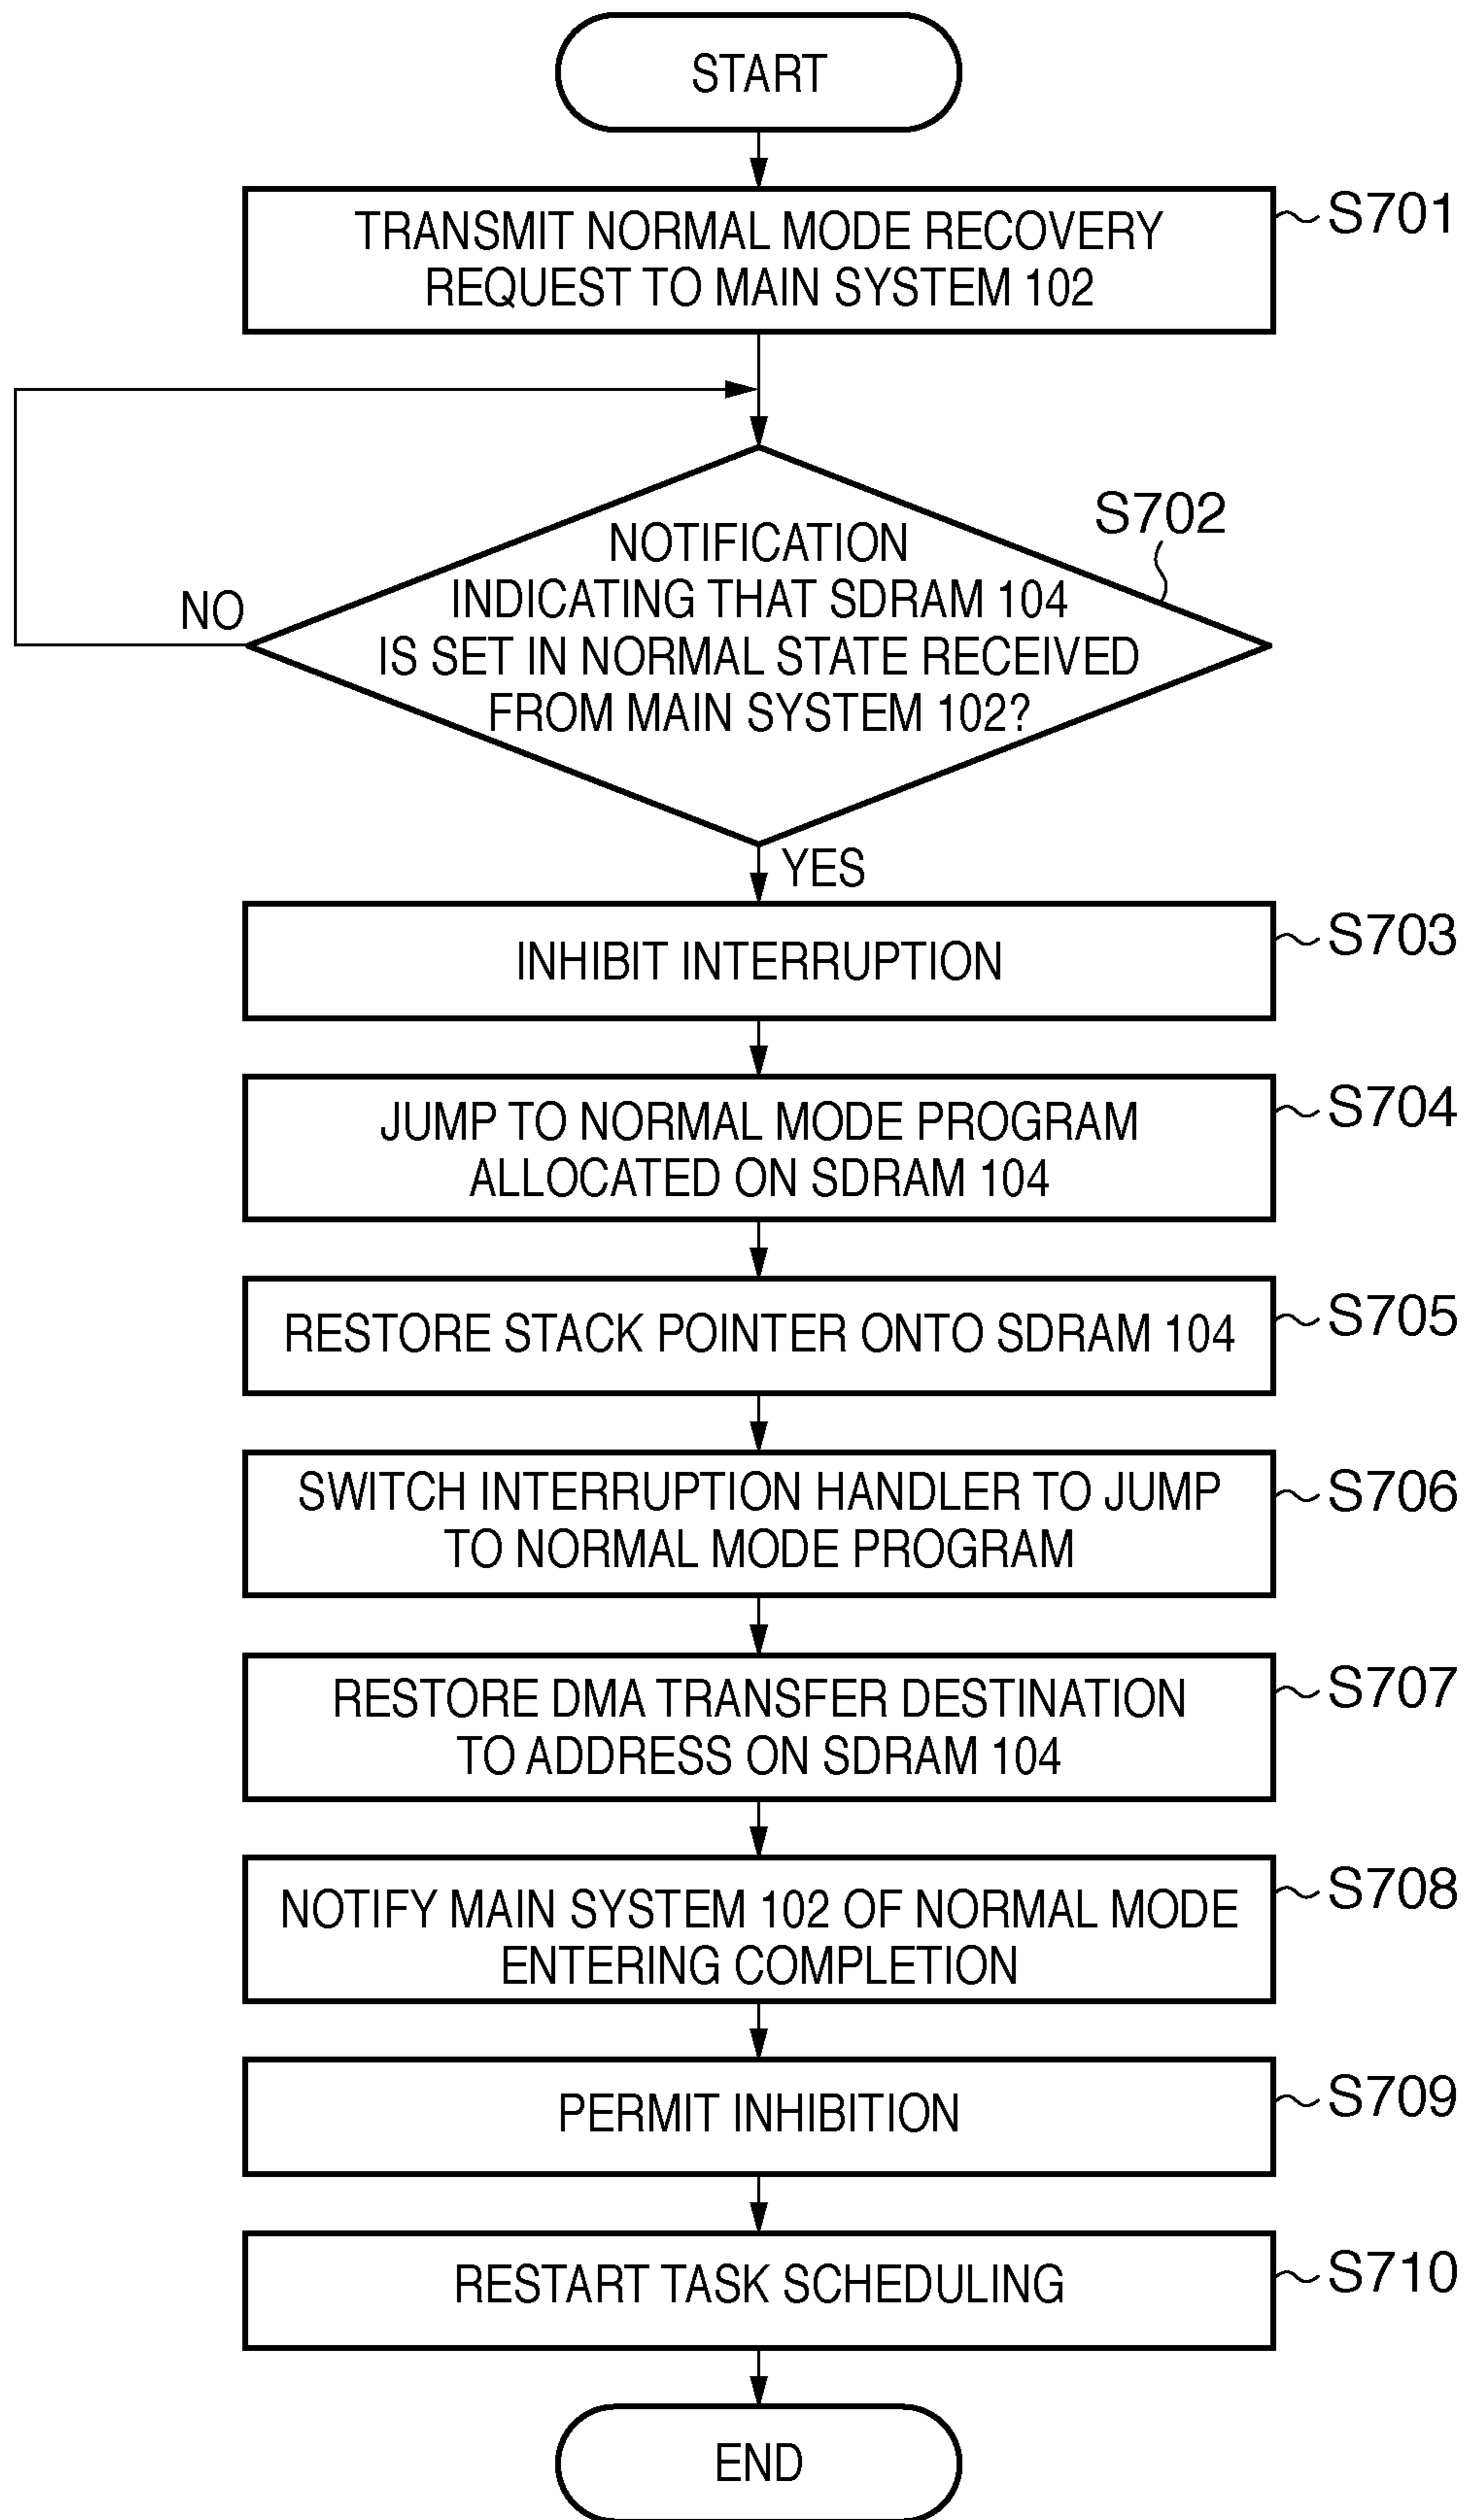 START
TRANSMIT NORMAL MODE RECOVERY
REQUEST TO MAIN SYSTEM 102
S701
NOTIFICATION
INDICATING THAT SDRAM 104
IS SET IN NORMAL STATE RECEIVED
FROM MAIN SYSTEM 102?
S702
NO
YES
INHIBIT INTERRUPTION
S703
JUMP TO NORMAL MODE PROGRAM
ALLOCATED ON SDRAM 104
S704
RESTORE STACK POINTER ONTO SDRAM 104
S705
SWITCH INTERRUPTION HANDLER TO JUMP
TO NORMAL MODE PROGRAM
S706
RESTORE DMA TRANSFER DESTINATION
TO ADDRESS ON SDRAM 104
S707
NOTIFY MAIN SYSTEM 102 OF NORMAL MODE
ENTERING COMPLETION
S708
PERMIT INHIBITION
S709
RESTART TASK SCHEDULING
S710
END